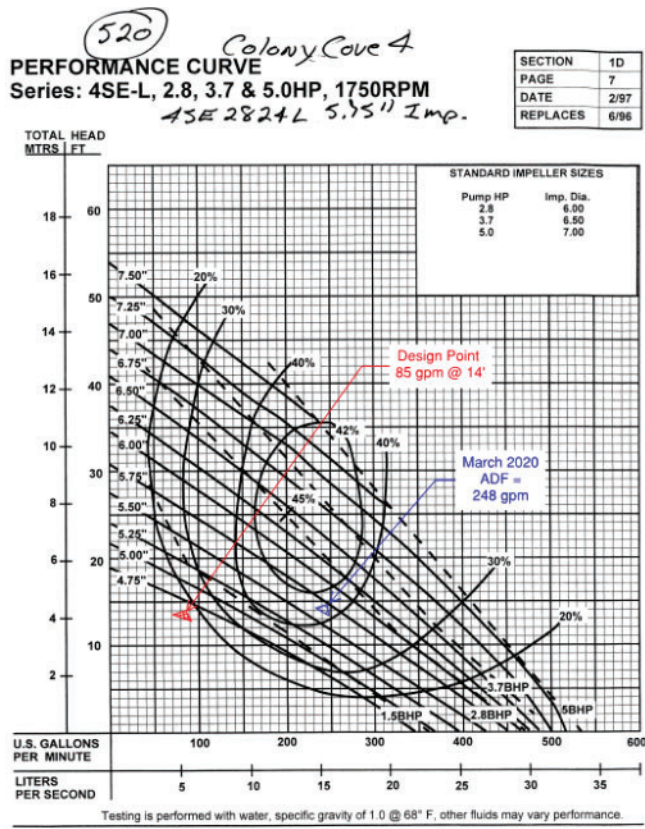 520
Colony Cove 4
PERFORMANCE CURVE
Series: 4SE-L, 2.8, 3.7 & 5.0HP, 1750RPM
4SE2824L 5.75" Imp.
SECTION 1D
PAGE 7
DATE 2/97
REPLACES 6/96
TOTAL HEAD
MTRS FT
STANDARD IMPELLER SIZES
Pump HP Imp. Dia.
2.8 6.00
3.7 6.50
5.0 7.00
18 60
16
50
14
12
40
10
30
8
6
20
4
10
2
7.50"
7.25"
7.00"
6.75"
6.50"
6.25"
6.00"
5.75"
5.50"
5.25"
5.00"
4.75"
20%
30%
40%
42%
40%
45%
30%
20%
Design Point
85 gpm @ 14'
March 2020
ADF =
248 gpm
1.5BHP
2.8BHP
3.7BHP
5BHP
U.S. GALLONS
PER MINUTE
100 200 300 400 500 600
LITERS
PER SECOND
5 10 15 20 25 30 35
Testing is performed with water, specific gravity of 1.0 @ 68° F, other fluids may vary performance.